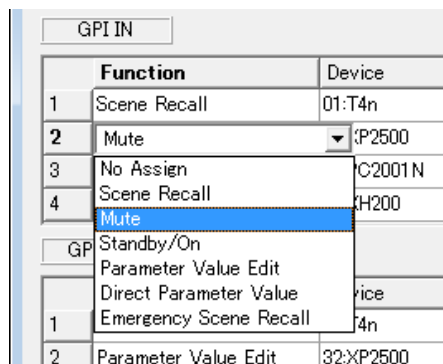 GPI IN
Function Device
1 Scene Recall 01:T4n
2 Mute XP2500
3 No Assign PC2001N
Scene Recall
4 Mute XH200
Standby/On
GP
Parameter Value Edit
Direct Parameter Value vice
1 Emergency Scene Recall T4n
2 Parameter Value Edit 32:XP2500